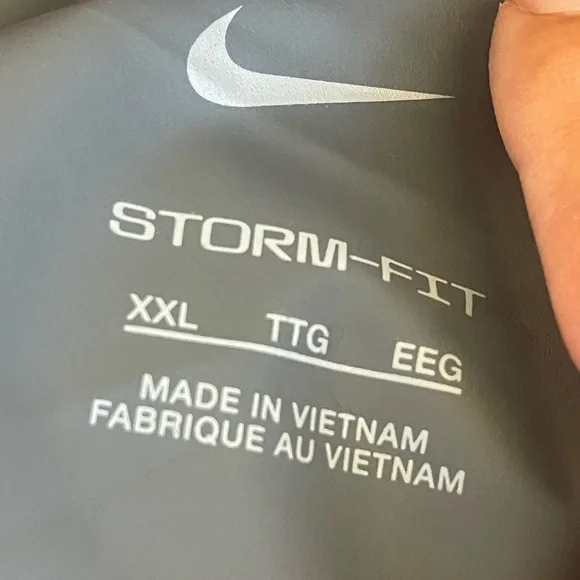 STORM-FIT
XXL TTG EEG
MADE IN VIETNAM
FABRIQUE AU VIETNAM